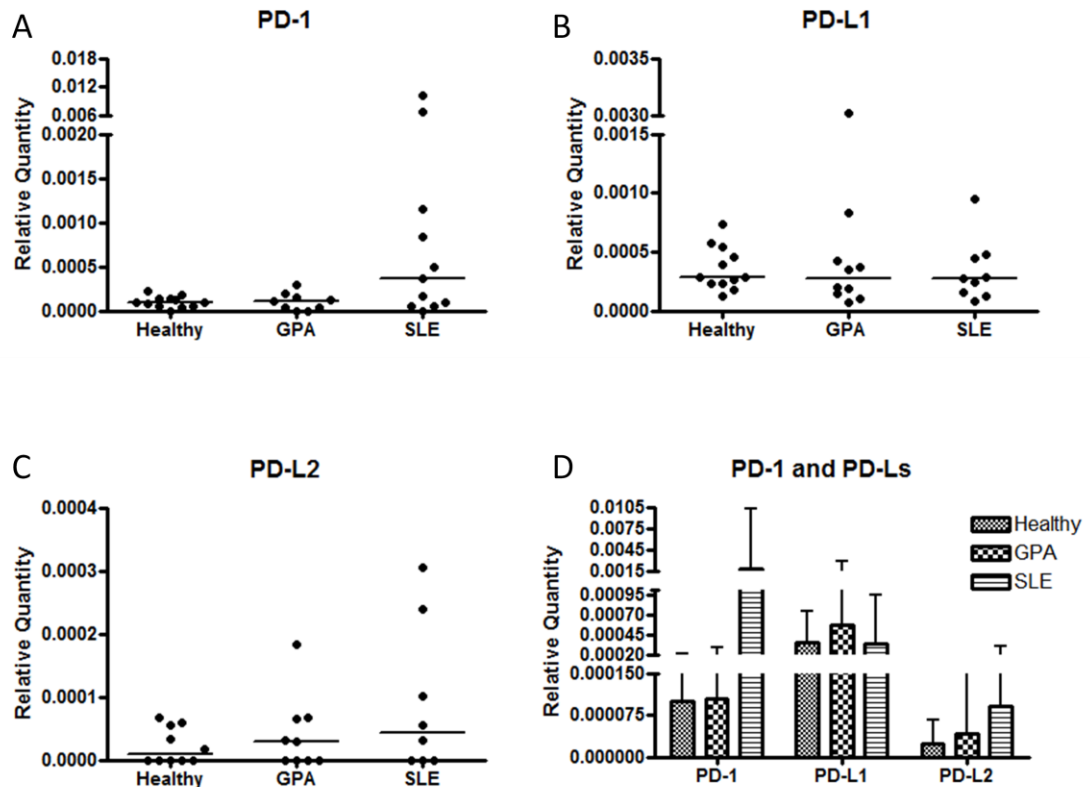 A
PD-1
Relative Quantity
0.018
0.012
0.006
0.0020
0.0015
0.0010
0.0005
0.0000
Healthy GPA SLE
B
PD-L1
Relative Quantity
0.0035
0.0030
0.0015
0.0010
0.0005
0.0000
Healthy GPA SLE
C
PD-L2
Relative Quantity
0.0004
0.0003
0.0002
0.0001
0.0000
Healthy GPA SLE
D
PD-1 and PD-Ls
Relative Quantity
0.0105
0.0075
0.0045
0.0015
0.00095
0.00070
0.00045
0.00020
0.000150
0.000075
0.000000
PD-1 PD-L1 PD-L2
Healthy
GPA
SLE